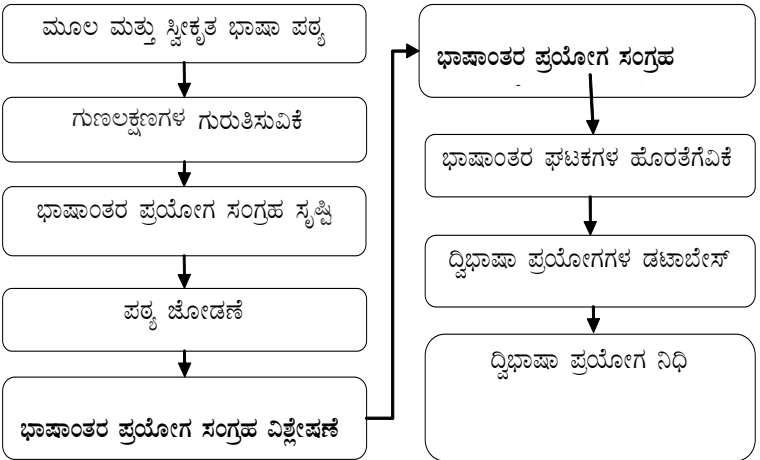 ಮೂಲ ಮತ್ತು ಸ್ವೀಕೃತ ಭಾಷಾ ಪಠ್ಯ
ಗುಣಲಕ್ಷಣಗಳ ಗುರುತಿಸುವಿಕೆ
ಭಾಷಾಂತರ ಪ್ರಯೋಗ ಸಂಗ್ರಹ ಸೃಷ್ಟಿ
ಪಠ್ಯ ಜೋಡಣೆ
ಭಾಷಾಂತರ ಪ್ರಯೋಗ ಸಂಗ್ರಹ ವಿಶ್ಲೇಷಣೆ
ಭಾಷಾಂತರ ಪ್ರಯೋಗ ಸಂಗ್ರಹ
ಭಾಷಾಂತರ ಘಟಕಗಳ ಹೊರತೆಗೆವಿಕೆ
ದ್ವಿಭಾಷಾ ಪ್ರಯೋಗಗಳ ಡಟಾಬೇಸ್
ದ್ವಿಭಾಷಾ ಪ್ರಯೋಗ ನಿಧಿ